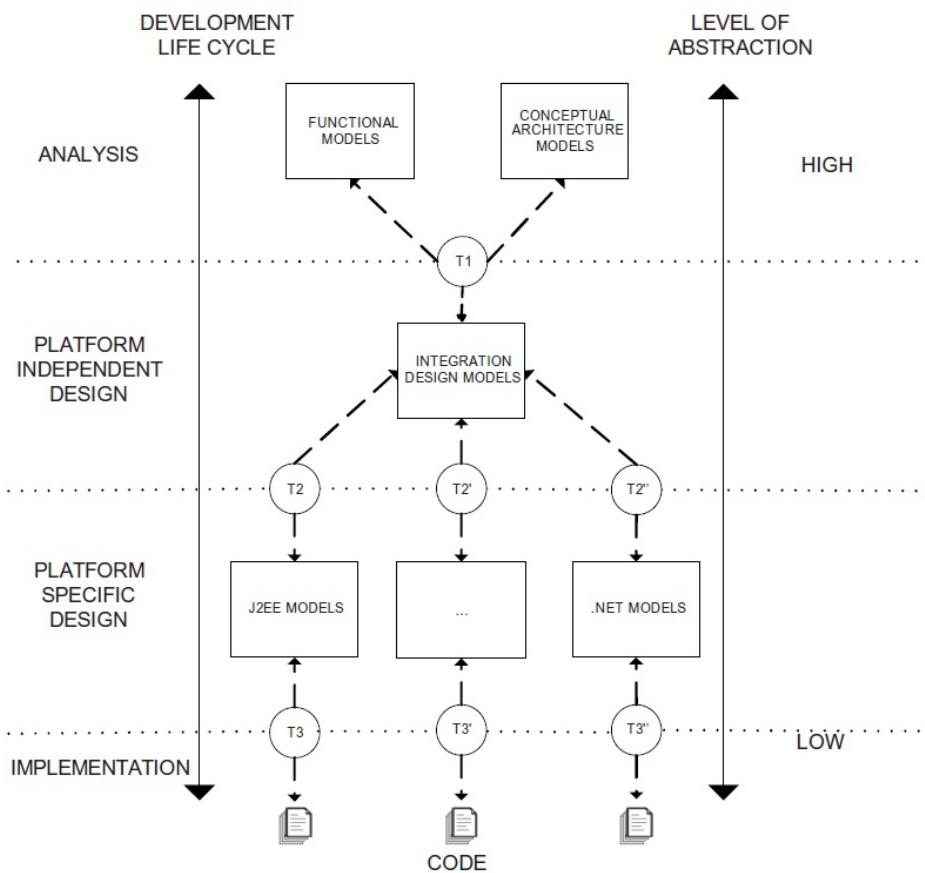 DEVELOPMENT
LIFE CYCLE
LEVEL OF
ABSTRACTION
ANALYSIS
FUNCTIONAL
MODELS
CONCEPTUAL
ARCHITECTURE
MODELS
HIGH
T1
PLATFORM
INDEPENDENT
DESIGN
INTEGRATION
DESIGN MODELS
T2
T2'
T2''
PLATFORM
SPECIFIC
DESIGN
J2EE MODELS
...
.NET MODELS
T3
T3'
T3''
LOW
IMPLEMENTATION
CODE